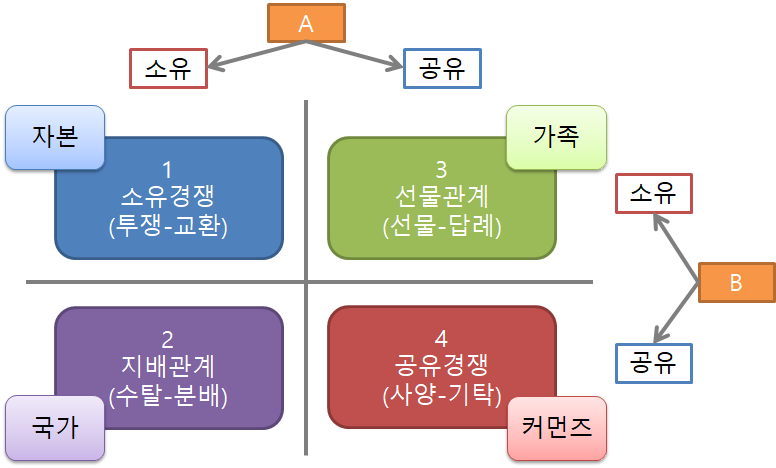 A
소유
공유
자본
1
소유경쟁
(투쟁-교환)
가족
3
선물관계
(선물-답례)
소유
B
공유
2
지배관계
(수탈-분배)
국가
4
공유경쟁
(사양-기탁)
커먼즈